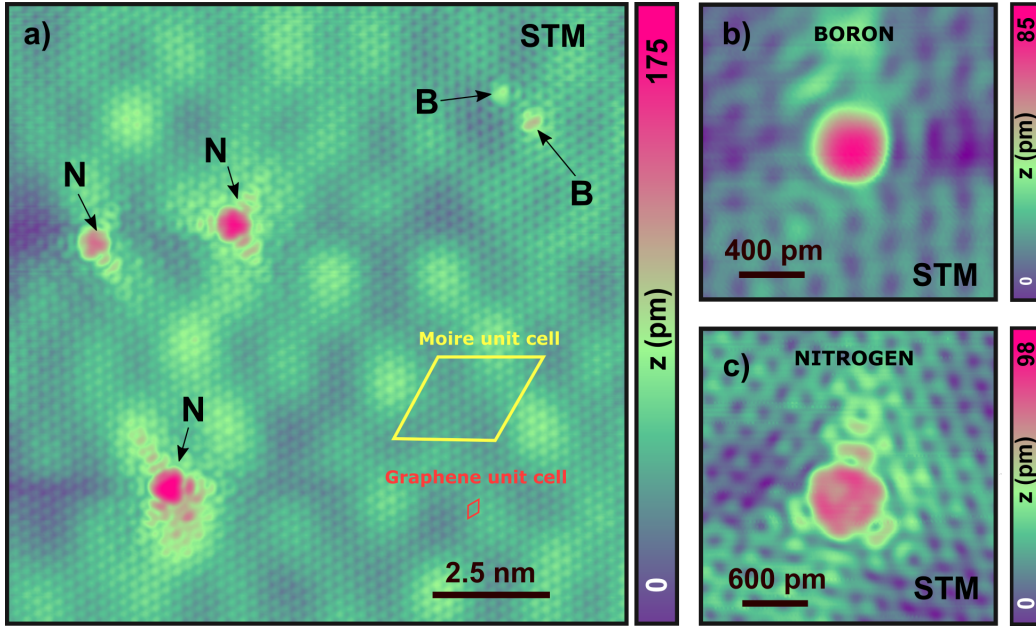 a)
STM
B
B
N
N
N
Moire unit cell
Graphene unit cell
2.5 nm
175
z (pm)
0
b)
BORON
400 pm
STM
85
z (pm)
0
c)
NITROGEN
600 pm
STM
98
z (pm)
0